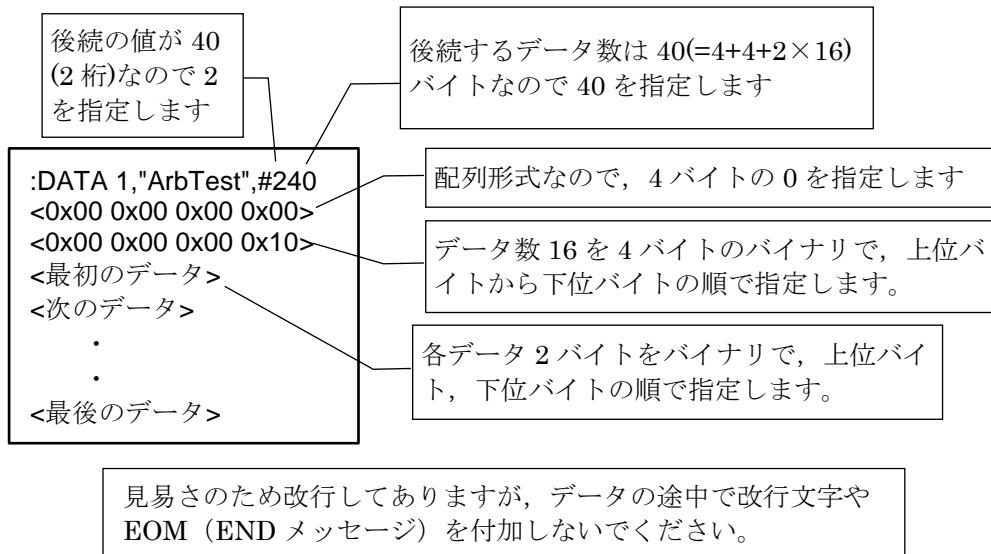 後続の値が 40
(2 桁)なので 2
を指定します
後続するデータ数は 40(=4+4+2×16)
バイトなので 40 を指定します
:DATA 1,"ArbTest",#240
<0x00 0x00 0x00 0x00>
<0x00 0x00 0x00 0x10>
<最初のデータ>
<次のデータ>
・
・
<最後のデータ>
配列形式なので，4 バイトの 0 を指定します
データ数 16 を 4 バイトのバイナリで，上位バ
イトから下位バイトの順で指定します。
各データ 2 バイトをバイナリで，上位バイ
ト，下位バイトの順で指定します。
見易さのため改行してありますが，データの途中で改行文字や
EOM（END メッセージ）を付加しないでください。